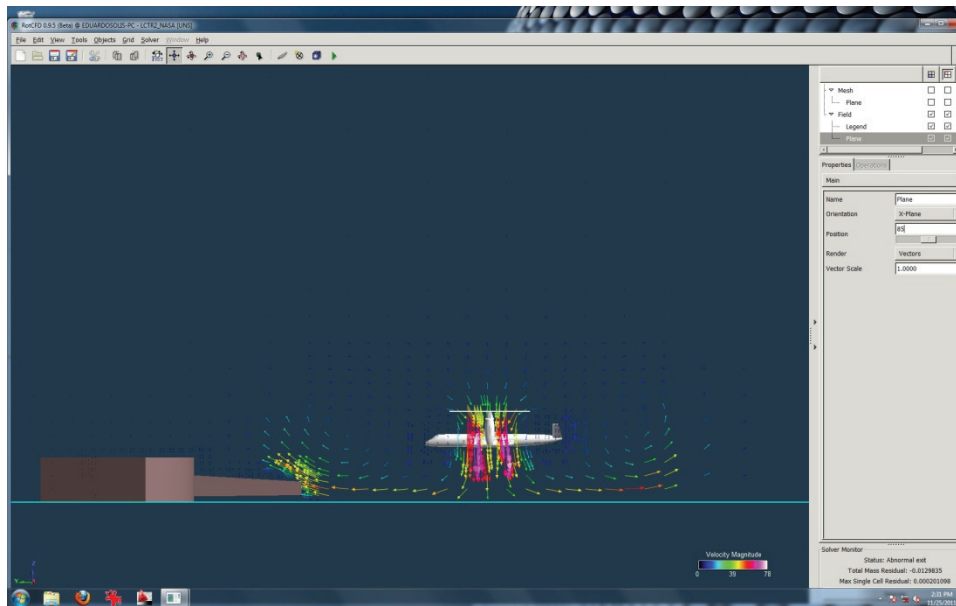 RotCFD 0.9.5 (Beta) @ EDUARDOSOLIS-PC - LCTR2_NASA [UNS]
File Edit View Tools Objects Grid Solver Window Help
Mesh
Plane
Field
Legend
Plane
Properties Operations
Main
Name Plane
Orientation X-Plane
Position 85
Render Vectors
Vector Scale 1.0000
Velocity Magnitude
0 39 78
Solver Monitor
Status: Abnormal exit
Total Mass Residual: -0.0129835
Max Single Cell Residual: 0.000201098
2:31 PM